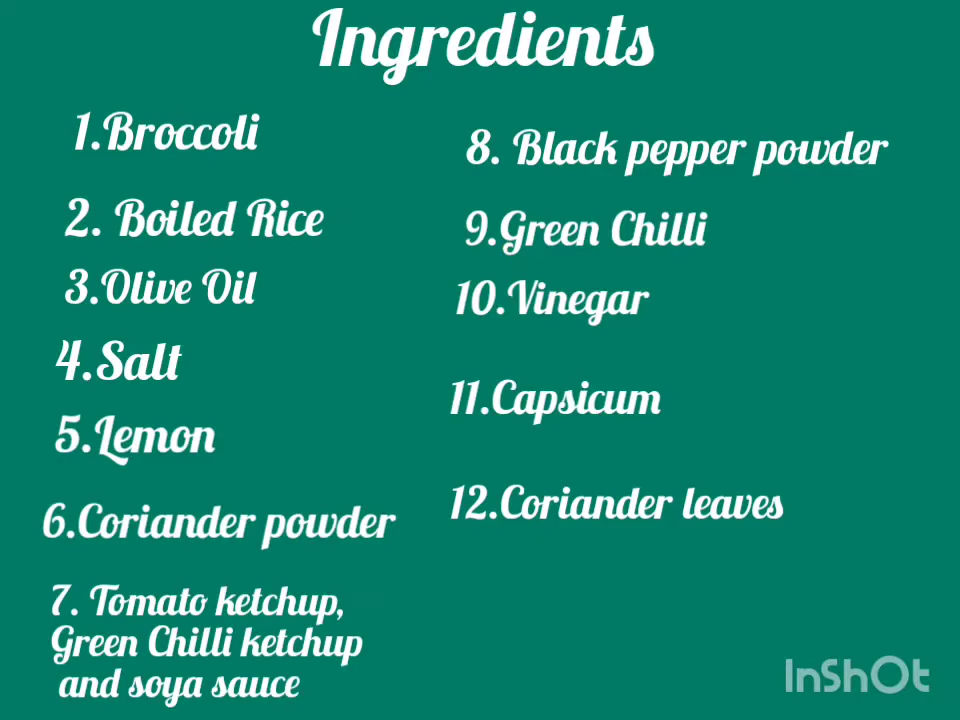 Ingredients
1.Broccoli
2. Boiled Rice
3.Olive Oil
4.Salt
5.Lemon
6.Coriander powder
7. Tomato ketchup,
Green Chilli ketchup
and soya sauce
8. Black pepper powder
9.Green Chilli
10.Vinegar
11.Capsicum
12.Coriander leaves
InShOt